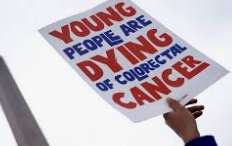 YOUNG
PEOPLE ARE
DYING
OF COLORECTAL
CANCER